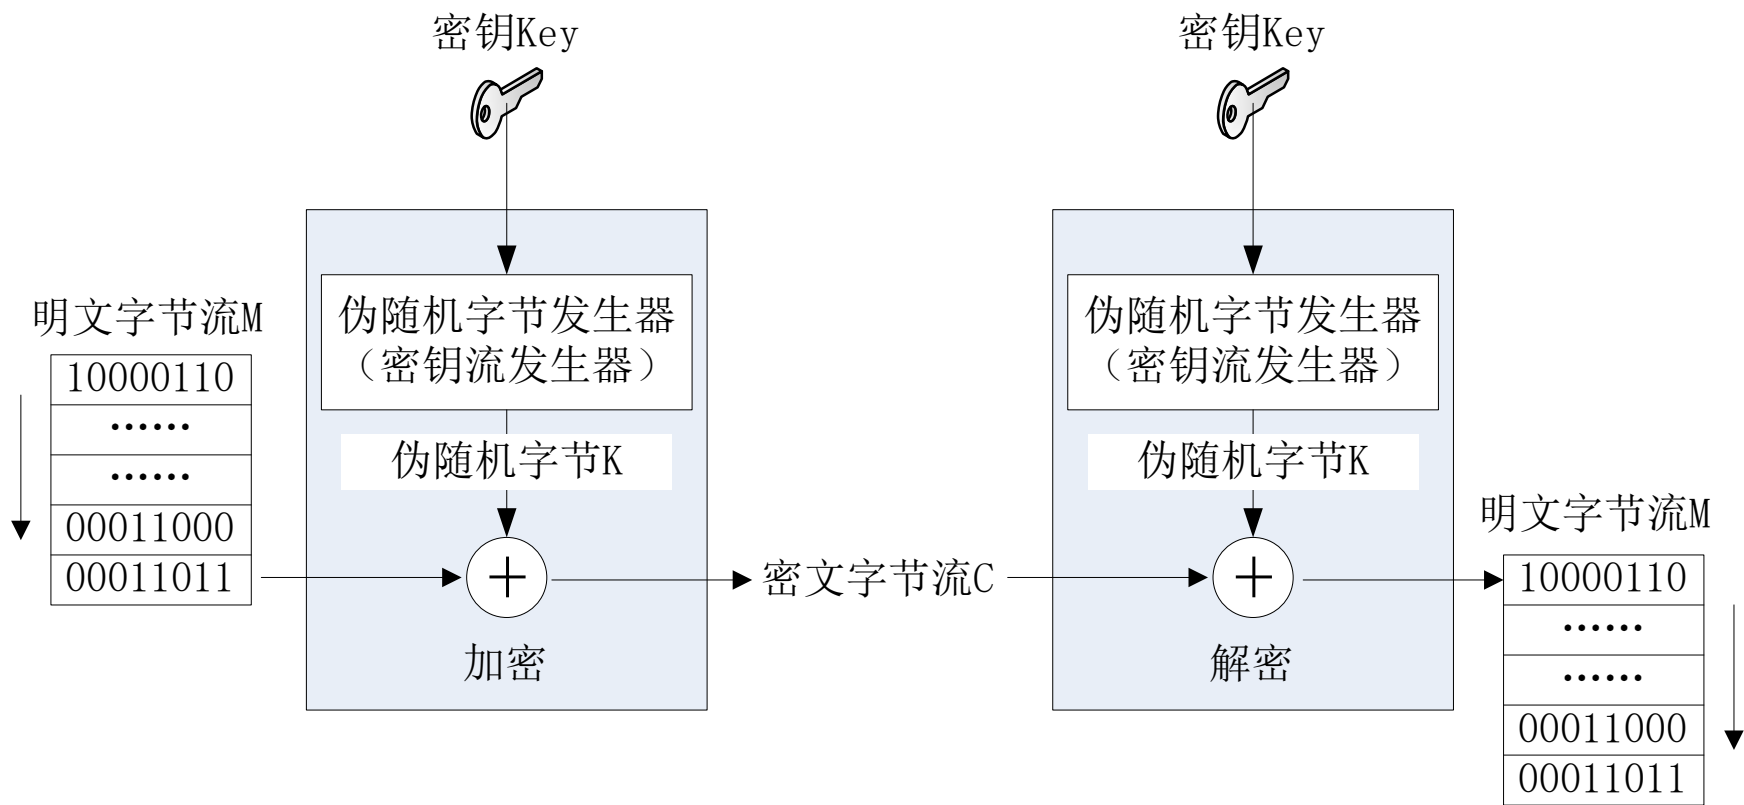 密钥Key
密钥Key
明文字节流M
10000110
······
······
00011000
00011011
伪随机字节发生器
（密钥流发生器）
伪随机字节K
加密
密文字节流C
伪随机字节发生器
（密钥流发生器）
伪随机字节K
解密
明文字节流M
10000110
······
······
00011000
00011011